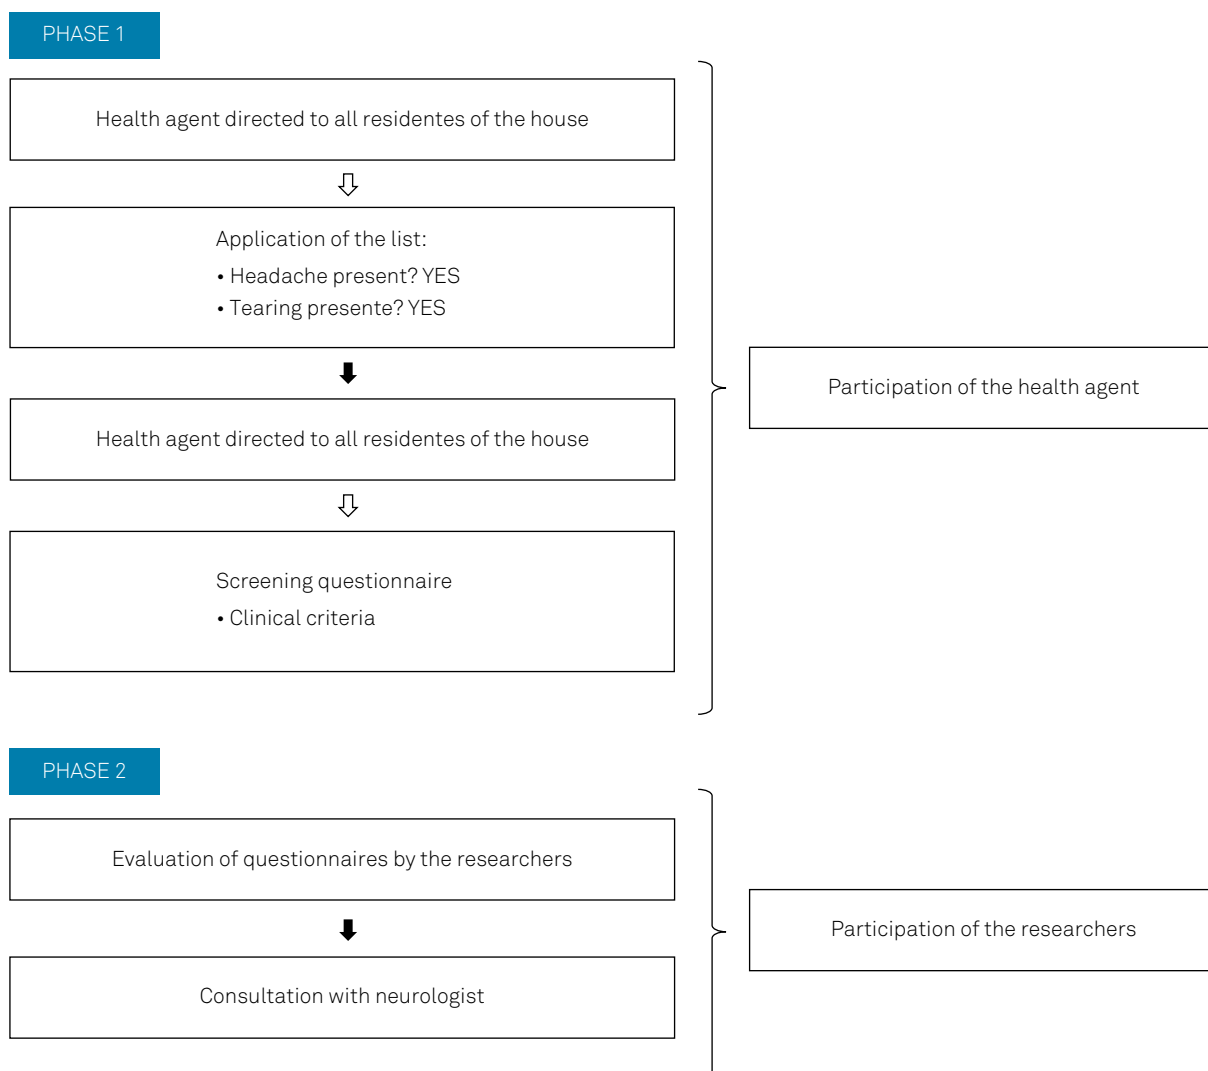 PHASE 1
Health agent directed to all residentes of the house
Application of the list:
• Headache present? YES
• Tearing presente? YES
Health agent directed to all residentes of the house
Screening questionnaire
• Clinical criteria
Participation of the health agent
PHASE 2
Evaluation of questionnaires by the researchers
Consultation with neurologist
Participation of the researchers